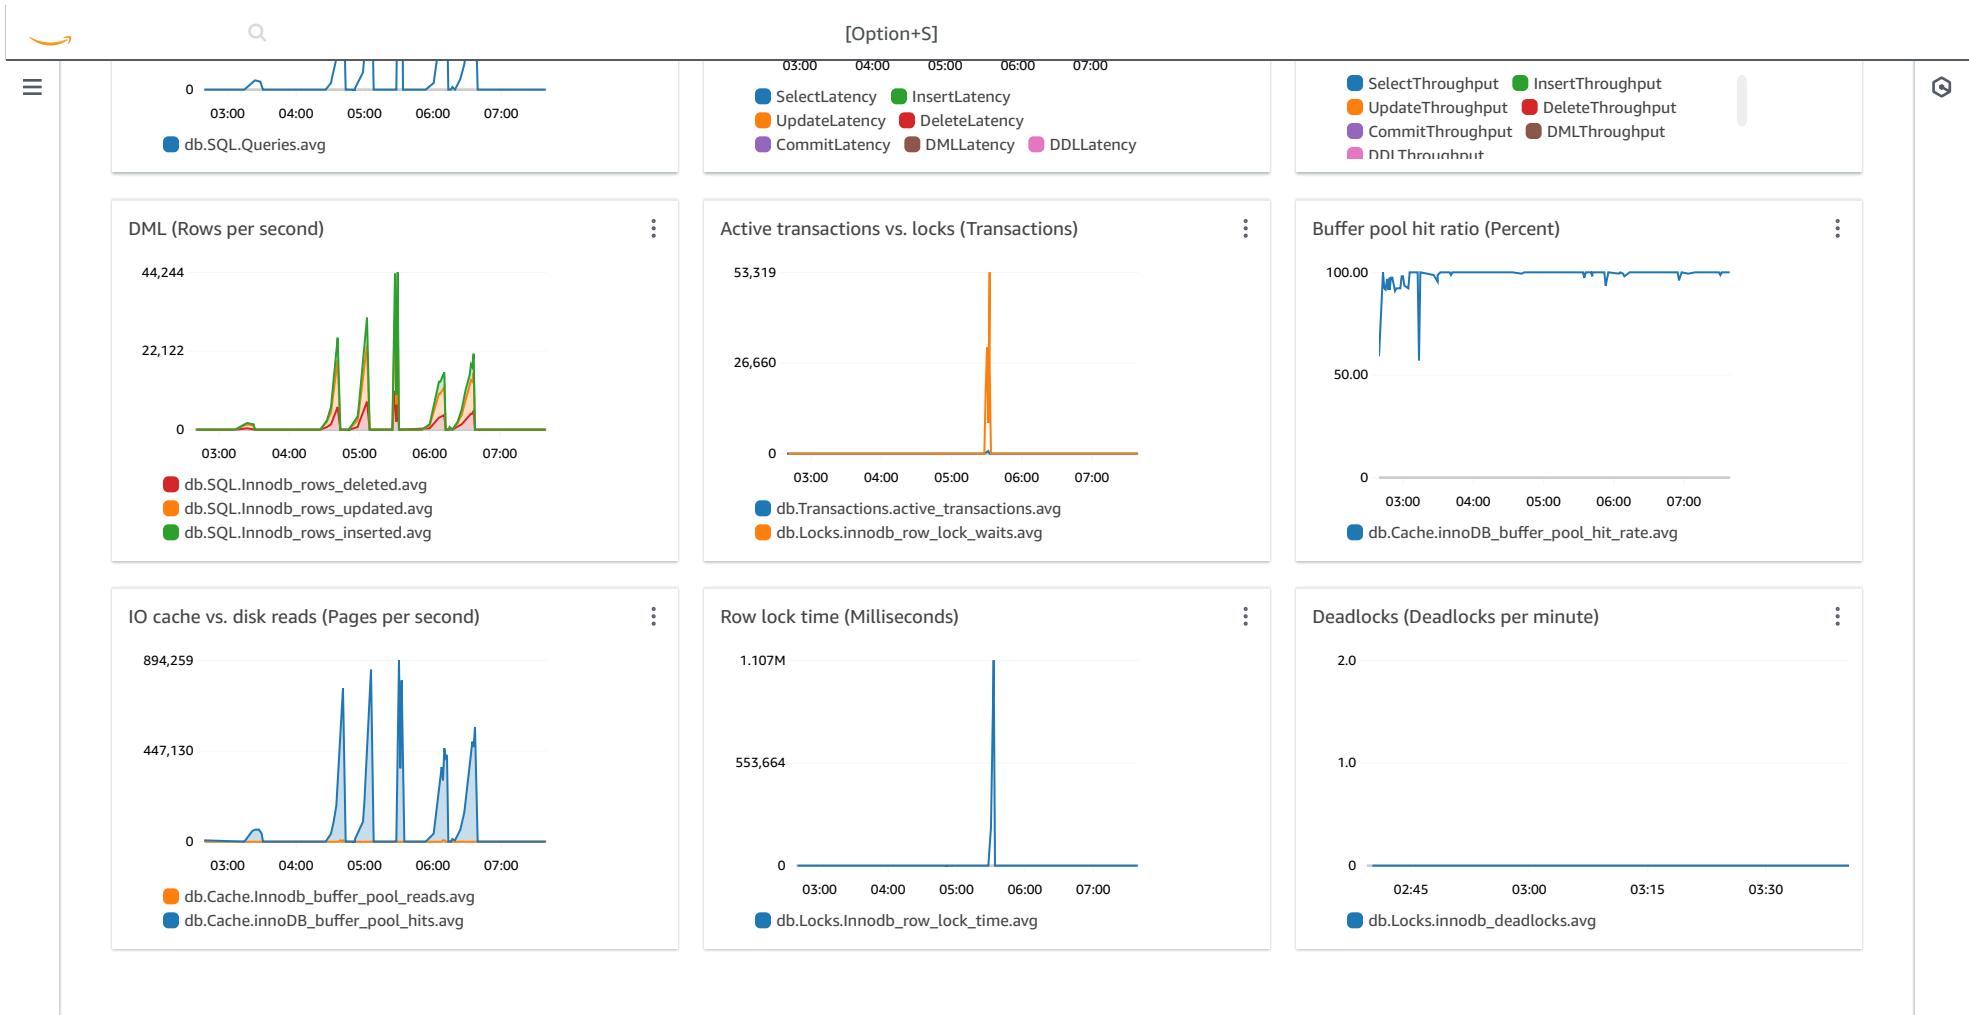 [Option+S]
0
03:00 04:00 05:00 06:00 07:00
db.SQL.Queries.avg
03:00 04:00 05:00 06:00 07:00
SelectLatency InsertLatency
UpdateLatency DeleteLatency
CommitLatency DMLLatency DDLLatency
SelectThroughput InsertThroughput
UpdateThroughput DeleteThroughput
CommitThroughput DMLThroughput
DDLThroughput
DML (Rows per second)
44,244
22,122
0
03:00 04:00 05:00 06:00 07:00
db.SQL.Innodb_rows_deleted.avg
db.SQL.Innodb_rows_updated.avg
db.SQL.Innodb_rows_inserted.avg
Active transactions vs. locks (Transactions)
53,319
26,660
0
03:00 04:00 05:00 06:00 07:00
db.Transactions.active_transactions.avg
db.Locks.innodb_row_lock_waits.avg
Buffer pool hit ratio (Percent)
100.00
50.00
0
03:00 04:00 05:00 06:00 07:00
db.Cache.innoDB_buffer_pool_hit_rate.avg
IO cache vs. disk reads (Pages per second)
894,259
447,130
0
03:00 04:00 05:00 06:00 07:00
db.Cache.Innodb_buffer_pool_reads.avg
db.Cache.innoDB_buffer_pool_hits.avg
Row lock time (Milliseconds)
1.107M
553,664
0
03:00 04:00 05:00 06:00 07:00
db.Locks.Innodb_row_lock_time.avg
Deadlocks (Deadlocks per minute)
2.0
1.0
0
02:45 03:00 03:15 03:30
db.Locks.innodb_deadlocks.avg